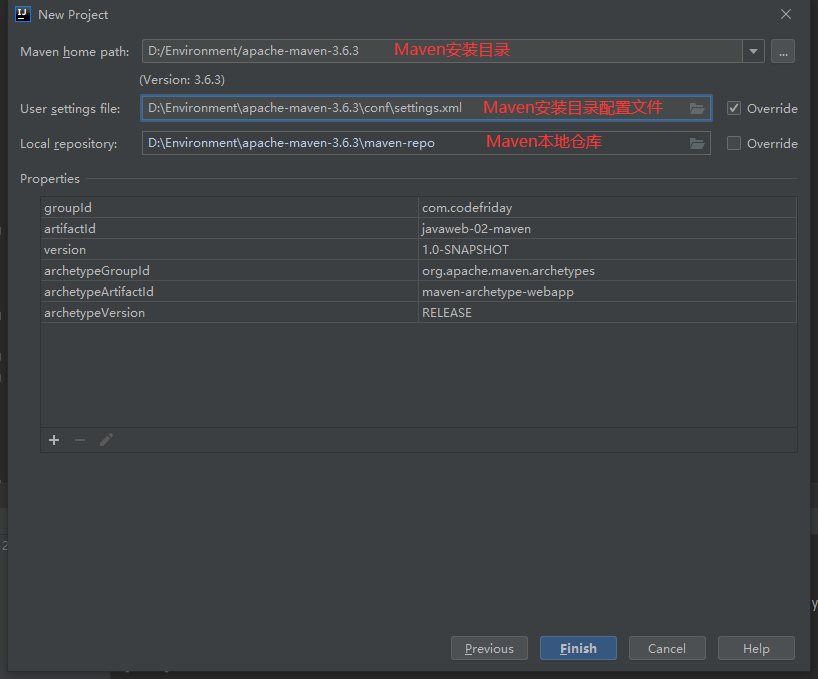 New Project
Maven home path: D:/Environment/apache-maven-3.6.3 Maven安装目录 ...
(Version: 3.6.3)
User settings file: D:\Environment\apache-maven-3.6.3\conf\settings.xml Maven安装目录配置文件 Override
Local repository: D:\Environment\apache-maven-3.6.3\maven-repo Maven本地仓库 Override
Properties
groupId com.codefriday
artifactId javaweb-02-maven
version 1.0-SNAPSHOT
archetypeGroupId org.apache.maven.archetypes
archetypeArtifactId maven-archetype-webapp
archetypeVersion RELEASE
Previous Finish Cancel Help